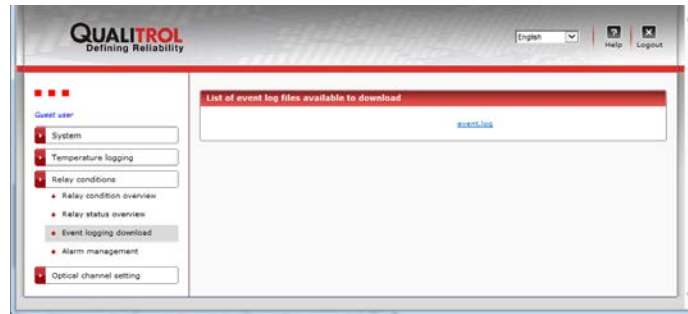 QUALITROL
Defining Reliability
English
Help
Logout
Guest user
System
Temperature logging
Relay conditions
Relay condition overview
Relay status overview
Event logging download
Alarm management
Optical channel setting
List of event log files available to download
event.log